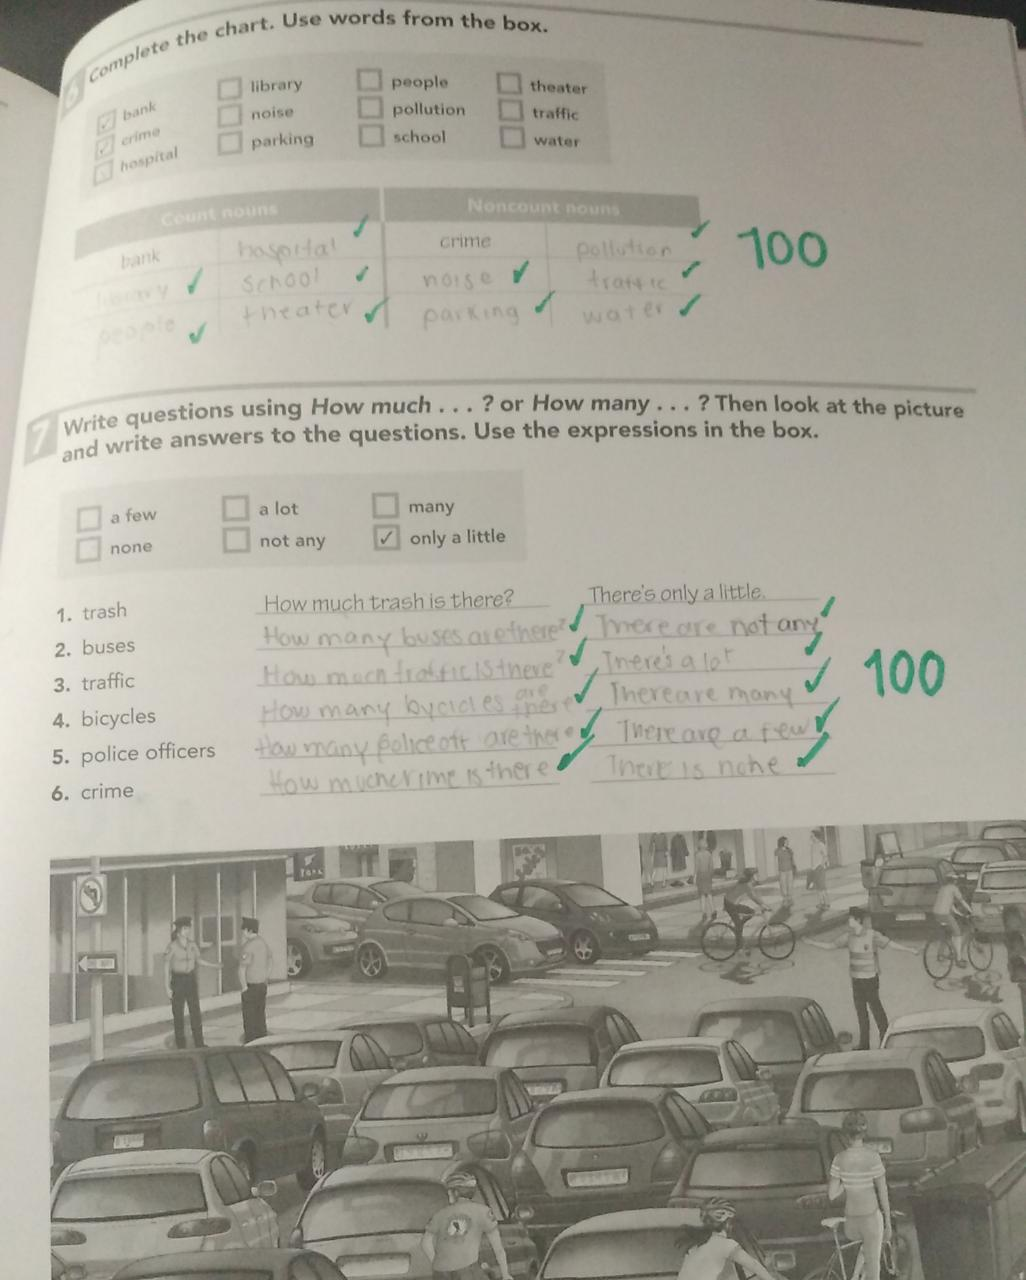 6 Complete the chart. Use words from the box.
bank library people theater
crime noise pollution traffic
hospital parking school water
Count nouns Noncount nouns
bank hospital crime pollution
library school noise traffic
people theater parking water
100
7 Write questions using How much . . . ? or How many . . . ? Then look at the picture
and write answers to the questions. Use the expressions in the box.
a few a lot many
none not any only a little
1. trash How much trash is there? There's only a little.
2. buses How many buses are there? There are not any
3. traffic How much traffic is there? There's a lot
4. bicycles How many bycicles are there There are many
5. police officers How many police off are there There are a few
6. crime How much crime is there There is none
100